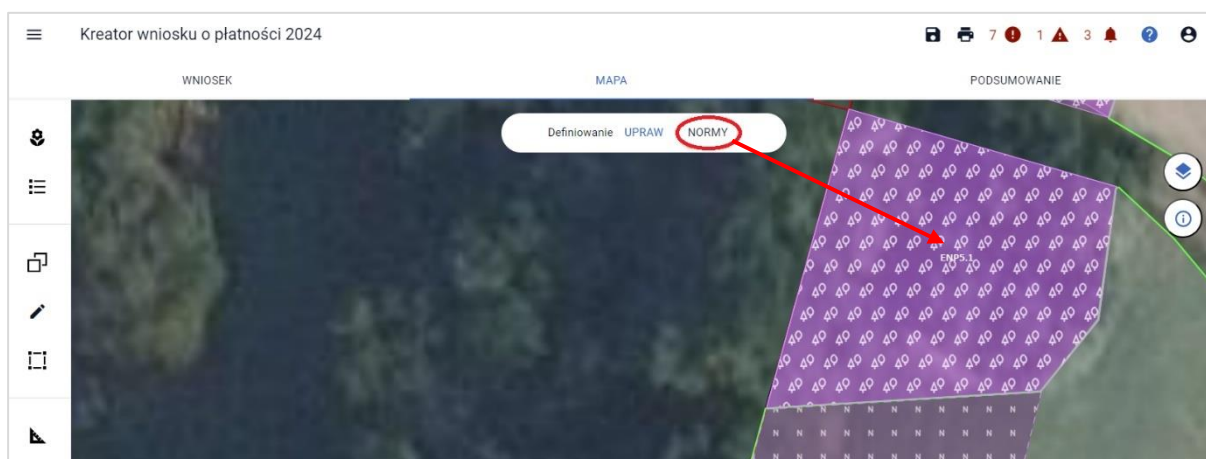 Kreator wniosku o płatności 2024
7 1 3
WNIOSEK MAPA PODSUMOWANIE
Definiowanie UPRAW NORMY
ENP5.1
N N N N N N N N N N N
N N N N N N N N N N N
N N N N N N N N N N N